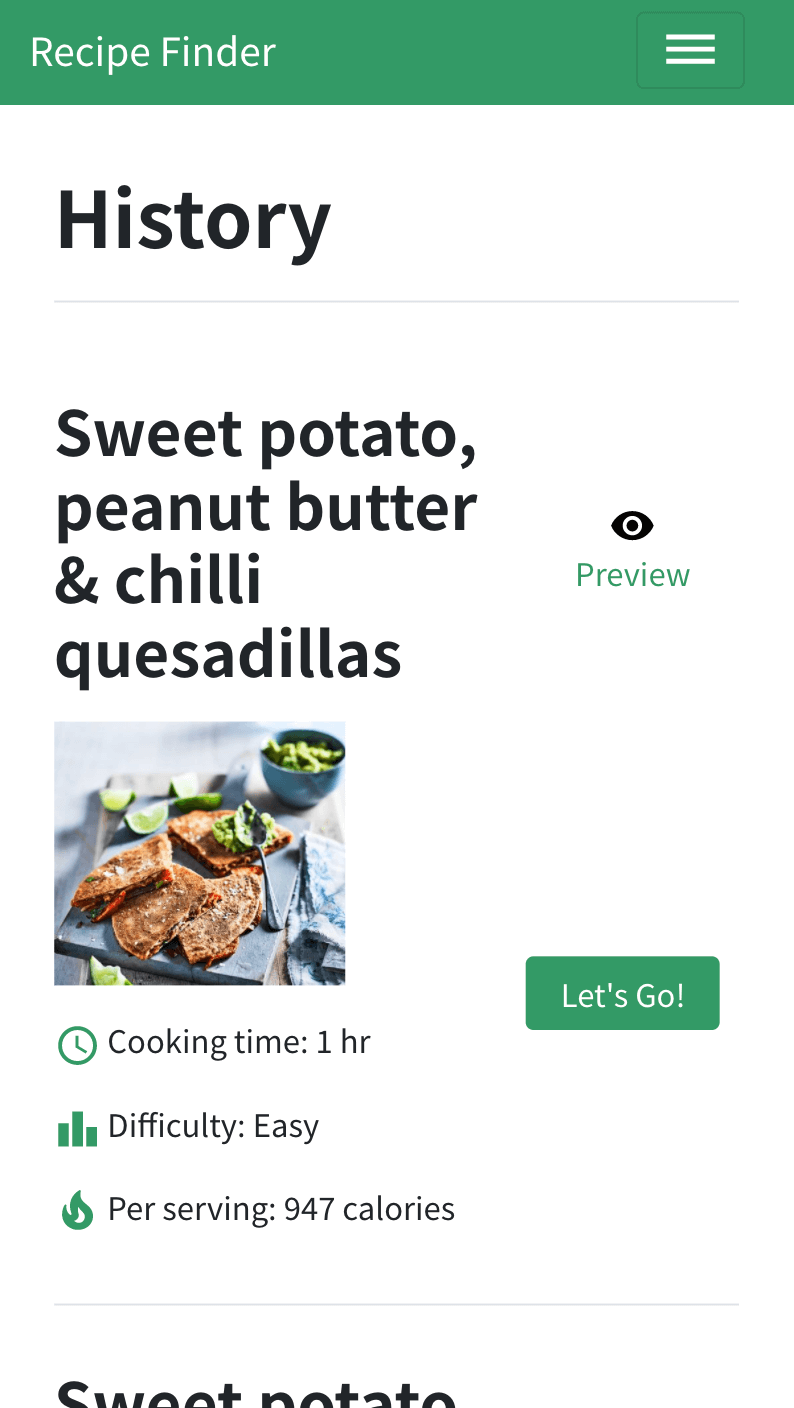 Recipe Finder
History
Sweet potato,
peanut butter
& chilli
quesadillas
Preview
Let's Go!
Cooking time: 1 hr
Difficulty: Easy
Per serving: 947 calories
Sweet potato